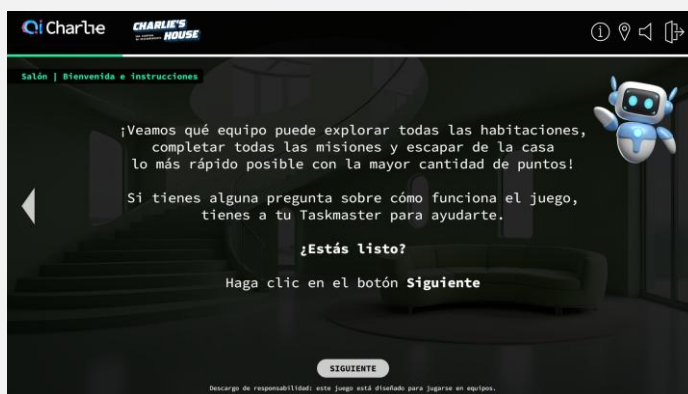 Qi Charlie
CHARLIE'S
HOUSE
Salón | Bienvenida e instrucciones
¡Veamos qué equipo puede explorar todas las habitaciones,
completar todas las misiones y escapar de la casa
lo más rápido posible con la mayor cantidad de puntos!
Si tienes alguna pregunta sobre cómo funciona el juego,
tienes a tu Taskmaster para ayudarte.
¿Estás listo?
Haga clic en el botón Siguiente
SIGUIENTE
Descargo de responsabilidad: este juego está diseñado para jugarse en equipos.